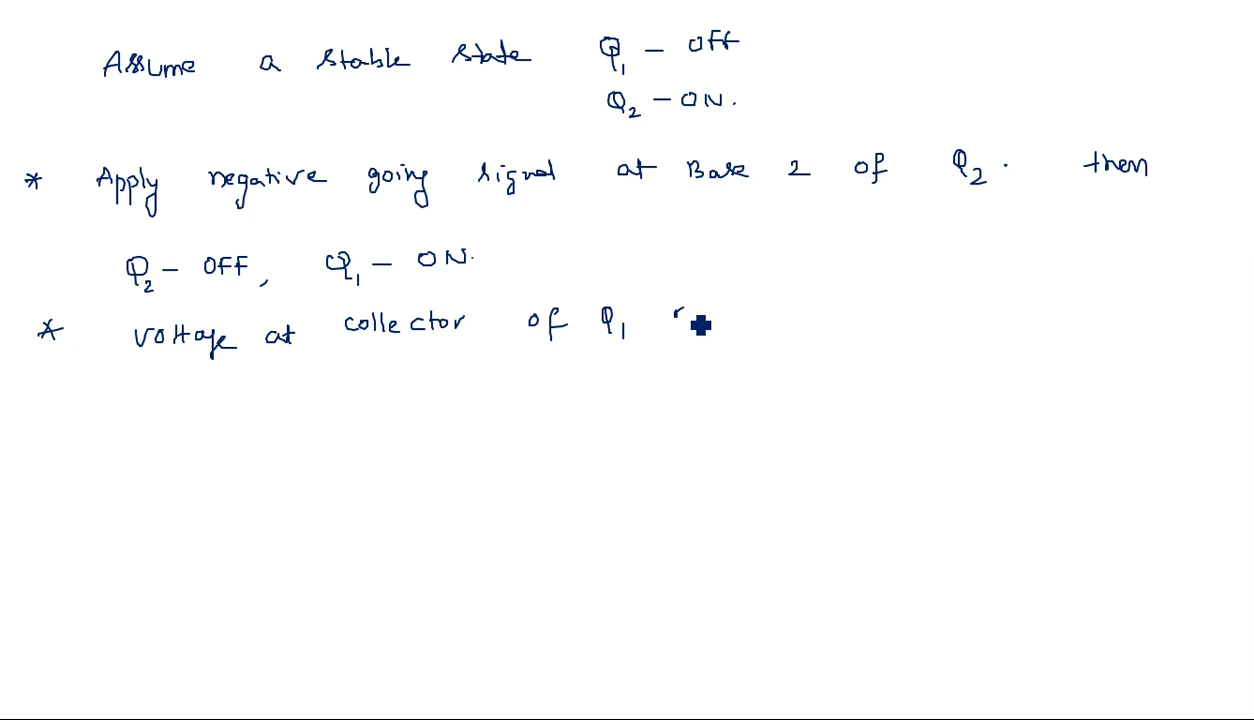 Assume a stable state Q1 - OFF
Q2 - ON.
* Apply negative going signal at Base 2 of Q2. then
Q2 - OFF, Q1 - ON.
* Voltage at collector of Q1 r